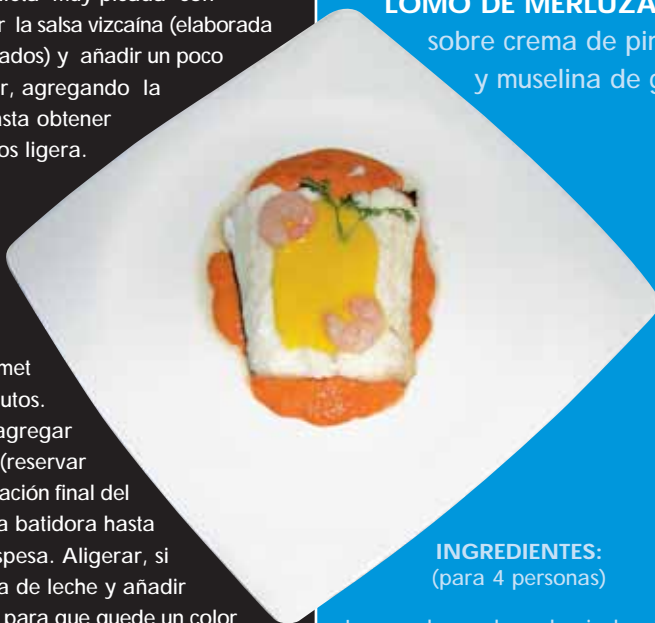 muy picada con
r la salsa vizcaína (elaborada
ados) y añadir un poco
r, agregando la
sta obtener
os ligera.
met
utos.
agregar
(reservar
ación final del
a batidora hasta
spesa. Aligerar, si
a de leche y añadir
para que quede un color
LOMO DE MERLUZA
sobre crema de pi
y muselina de g
INGREDIENTES:
(para 4 personas)